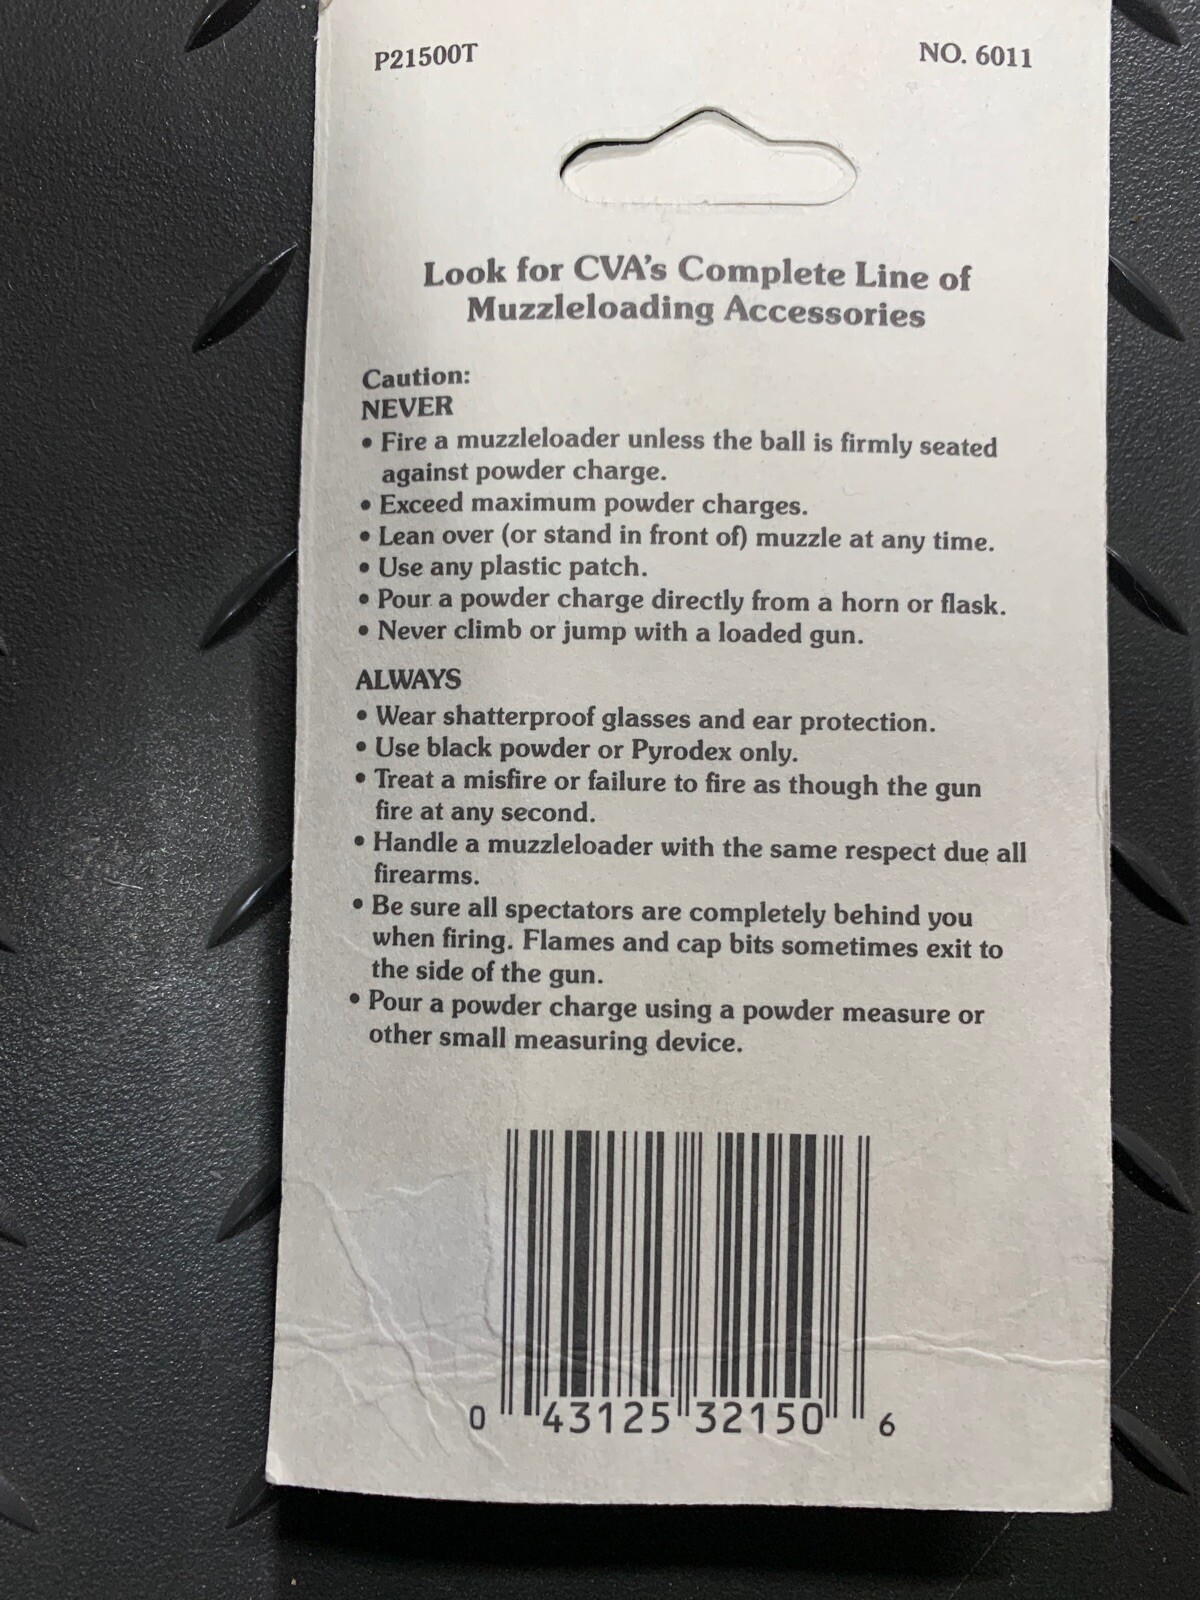 P21500T NO. 6011
Look for CVA's Complete Line of
Muzzleloading Accessories
Caution:
NEVER
• Fire a muzzleloader unless the ball is firmly seated
against powder charge.
• Exceed maximum powder charges.
• Lean over (or stand in front of) muzzle at any time.
• Use any plastic patch.
• Pour a powder charge directly from a horn or flask.
• Never climb or jump with a loaded gun.
ALWAYS
• Wear shatterproof glasses and ear protection.
• Use black powder or Pyrodex only.
• Treat a misfire or failure to fire as though the gun
fire at any second.
• Handle a muzzleloader with the same respect due all
firearms.
• Be sure all spectators are completely behind you
when firing. Flames and cap bits sometimes exit to
the side of the gun.
• Pour a powder charge using a powder measure or
other small measuring device.
0 43125 32150 6